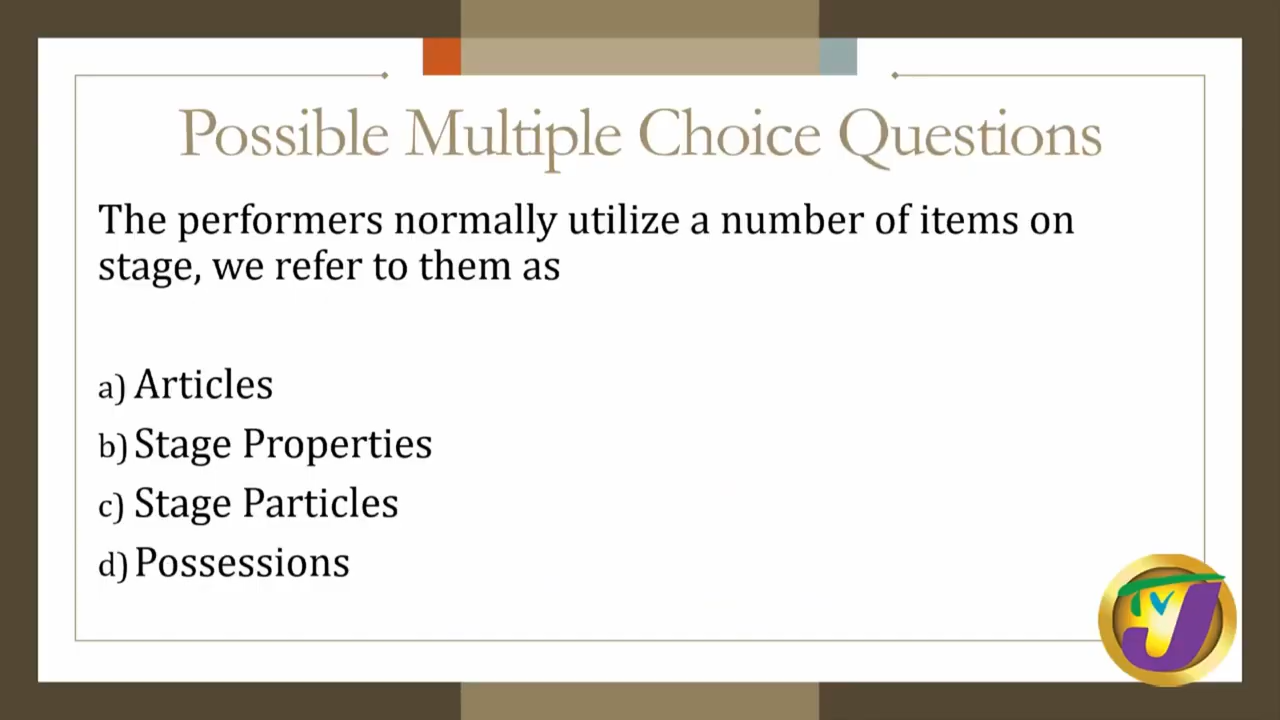 Possible Multiple Choice Questions
The performers normally utilize a number of items on
stage, we refer to them as
a) Articles
b) Stage Properties
c) Stage Particles
d) Possessions
TVJ